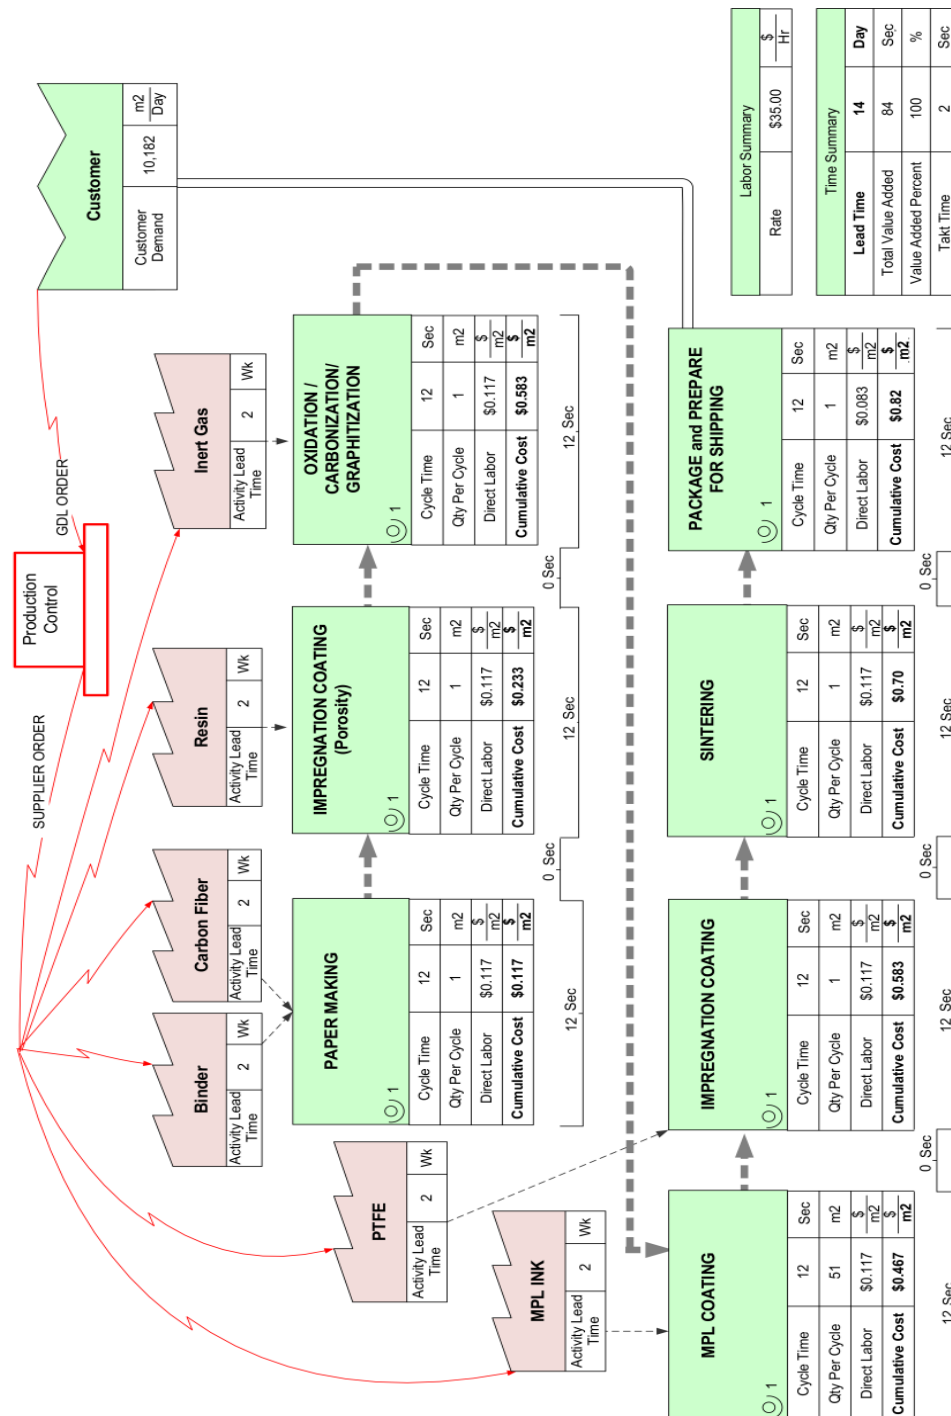 Customer
Customer
Demand
10,182
m2
Day
GDL ORDER
Production
Control
SUPPLIER ORDER
Binder
Activity Lead
Time
2
Wk
Carbon Fiber
Activity Lead
Time
2
Wk
Resin
Activity Lead
Time
2
Wk
Inert Gas
Activity Lead
Time
2
Wk
PTFE
Activity Lead
Time
2
Wk
MPL INK
Activity Lead
Time
2
Wk
PAPER MAKING
1
Cycle Time 12 Sec
Qty Per Cycle 1 m2
Direct Labor $0.117 $ m2
Cumulative Cost $0.117 $ m2
12 Sec
0 Sec
IMPREGNATION COATING
(Porosity)
1
Cycle Time 12 Sec
Qty Per Cycle 1 m2
Direct Labor $0.117 $ m2
Cumulative Cost $0.233 $ m2
12 Sec
0 Sec
OXIDATION /
CARBONIZATION/
GRAPHITIZATION
1
Cycle Time 12 Sec
Qty Per Cycle 1 m2
Direct Labor $0.117 $ m2
Cumulative Cost $0.583 $ m2
12 Sec
MPL COATING
1
Cycle Time 12 Sec
Qty Per Cycle 51 m2
Direct Labor $0.117 $ m2
Cumulative Cost $0.467 $ m2
12 Sec
0 Sec
IMPREGNATION COATING
1
Cycle Time 12 Sec
Qty Per Cycle 1 m2
Direct Labor $0.117 $ m2
Cumulative Cost $0.583 $ m2
12 Sec
0 Sec
SINTERING
1
Cycle Time 12 Sec
Qty Per Cycle 1 m2
Direct Labor $0.117 $ m2
Cumulative Cost $0.70 $ m2
12 Sec
0 Sec
PACKAGE and PREPARE
FOR SHIPPING
1
Cycle Time 12 Sec
Qty Per Cycle 1 m2
Direct Labor $0.083 $ m2
Cumulative Cost $0.82 $ m2
12 Sec
Labor Summary
Rate $35.00 $ Hr
Time Summary
Lead Time 14 Day
Total Value Added 84 Sec
Value Added Percent 100 %
Takt Time 2 Sec